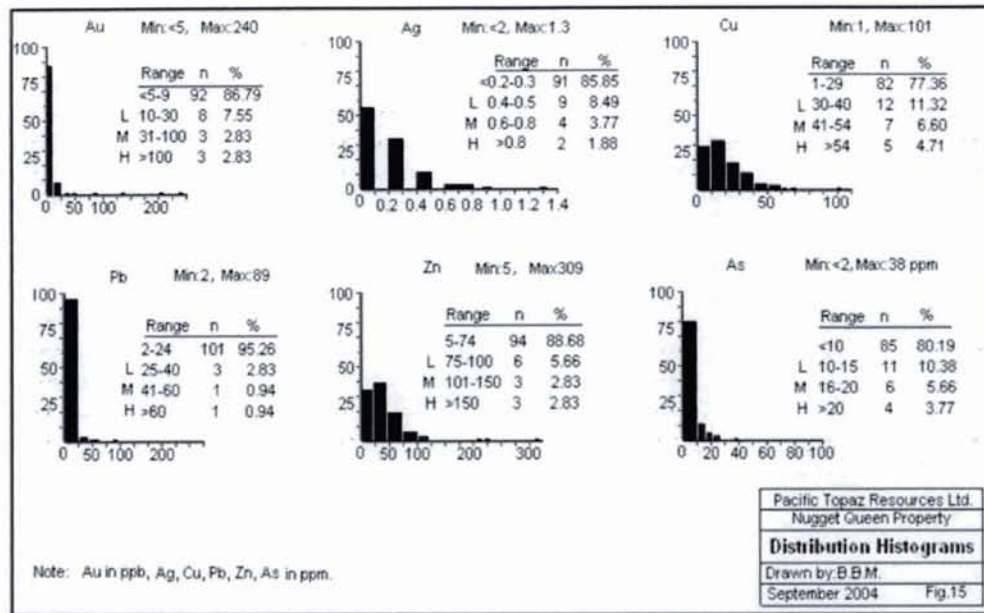 Au Min:<5, Max:240
100
75
50
25
0
0 50 100 200
Range n %
<5-9 92 86.79
L 10-30 8 7.55
M 31-100 3 2.83
H >100 3 2.83
Ag Min:<2, Max:1.3
100
75
50
25
0
0 0.2 0.4 0.6 0.8 1.0 1.2 1.4
Range n %
<0.2-0.3 91 85.85
L 0.4-0.5 9 8.49
M 0.6-0.8 4 3.77
H >0.8 2 1.88
Cu Min:1, Max:101
100
75
50
25
0
0 50 100
Range n %
1-29 82 77.36
L 30-40 12 11.32
M 41-54 7 6.60
H >54 5 4.71
Pb Min:2, Max:89
100
75
50
25
0 50 100 200
Range n %
2-24 101 95.26
L 25-40 3 2.83
M 41-60 1 0.94
H >60 1 0.94
Zn Min:5, Max309
100
75
50
25
0 100 200 300
Range n %
5-74 94 88.68
L 75-100 6 5.66
M 101-150 3 2.83
H >150 3 2.83
As Min:<2, Max:38 ppm
100
75
50
25
0 20 40 60 80 100
Range n %
<10 85 80.19
L 10-15 11 10.38
M 16-20 6 5.66
H >20 4 3.77
Note: Au in ppb, Ag, Cu, Pb, Zn, As in ppm.
Pacific Topaz Resources Ltd.
Nugget Queen Property
Distribution Histograms
Drawn by:B.B.M.
September 2004 Fig.15